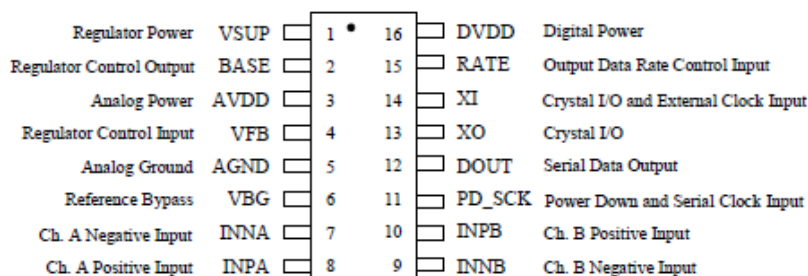 Regulator Power VSUP 1 16 DVDD Digital Power
Regulator Control Output BASE 2 15 RATE Output Data Rate Control Input
Analog Power AVDD 3 14 XI Crystal I/O and External Clock Input
Regulator Control Input VFB 4 13 XO Crystal I/O
Analog Ground AGND 5 12 DOUT Serial Data Output
Reference Bypass VBG 6 11 PD_SCK Power Down and Serial Clock Input
Ch. A Negative Input INNA 7 10 INPB Ch. B Positive Input
Ch. A Positive Input INPA 8 9 INNB Ch. B Negative Input